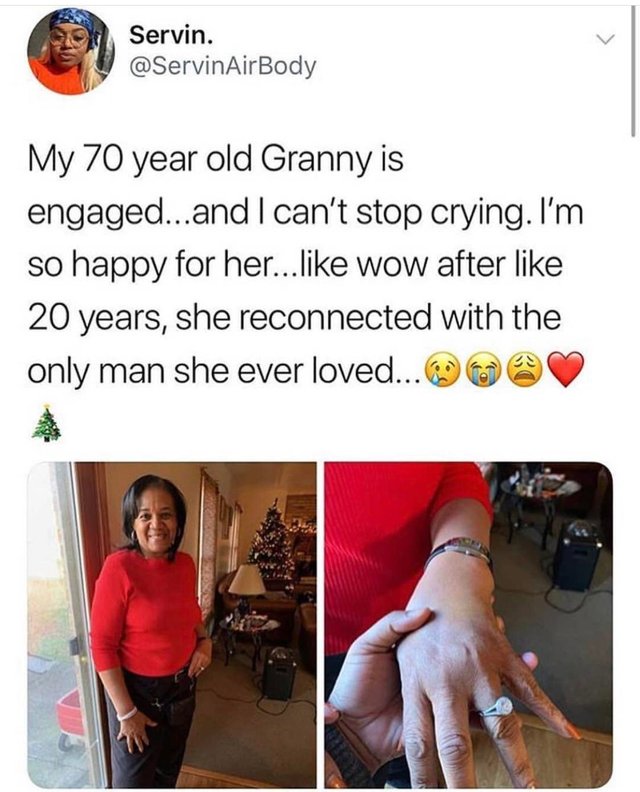 Servin.
@ServinAirBody
My 70 year old Granny is
engaged...and I can't stop crying. I'm
so happy for her...like wow after like
20 years, she reconnected with the
only man she ever loved...😢😭😩❤️
🎄